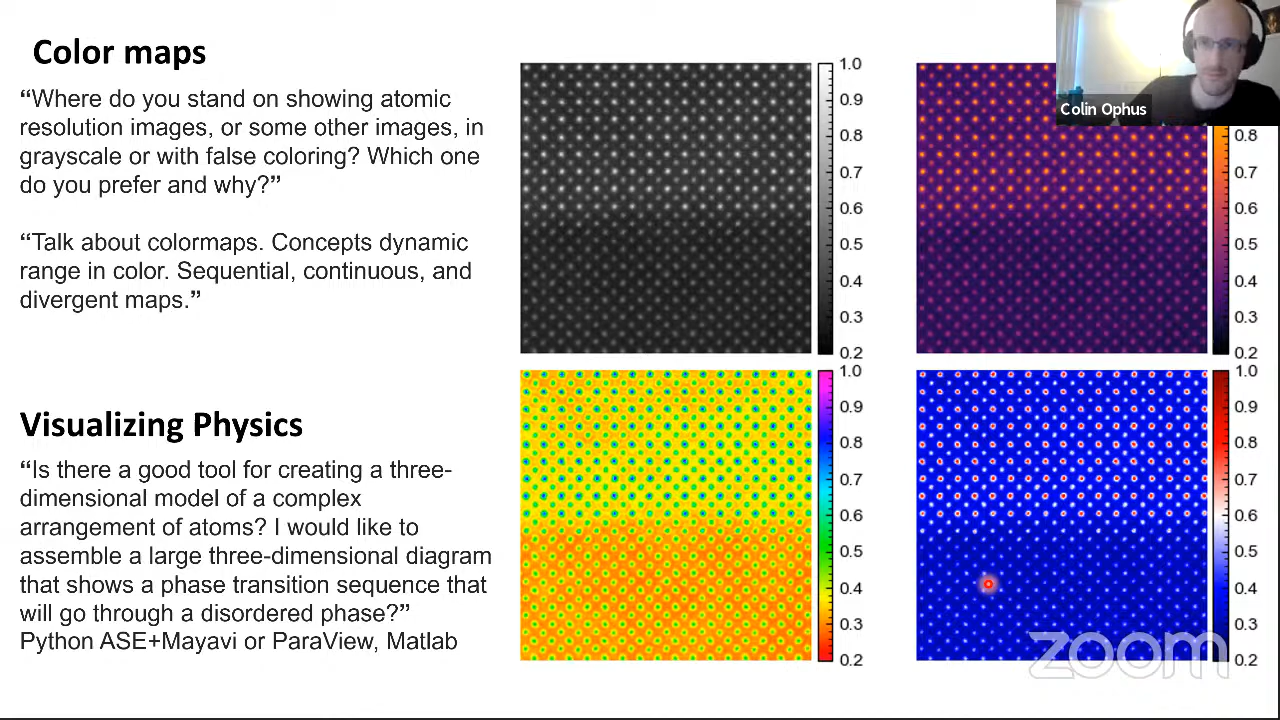 Color maps
“Where do you stand on showing atomic
resolution images, or some other images, in
grayscale or with false coloring? Which one
do you prefer and why?”
“Talk about colormaps. Concepts dynamic
range in color. Sequential, continuous, and
divergent maps.”
Visualizing Physics
“Is there a good tool for creating a three-
dimensional model of a complex
arrangement of atoms? I would like to
assemble a large three-dimensional diagram
that shows a phase transition sequence that
will go through a disordered phase?”
Python ASE+Mayavi or ParaView, Matlab
1.0
0.9
0.8
0.7
0.6
0.5
0.4
0.3
0.2
Colin Ophus
0.8
0.7
0.6
0.5
0.4
0.3
0.2
1.0
0.9
0.8
0.7
0.6
0.5
0.4
0.3
0.2
1.0
0.9
0.8
0.7
0.6
0.5
0.4
0.3
0.2
zoom